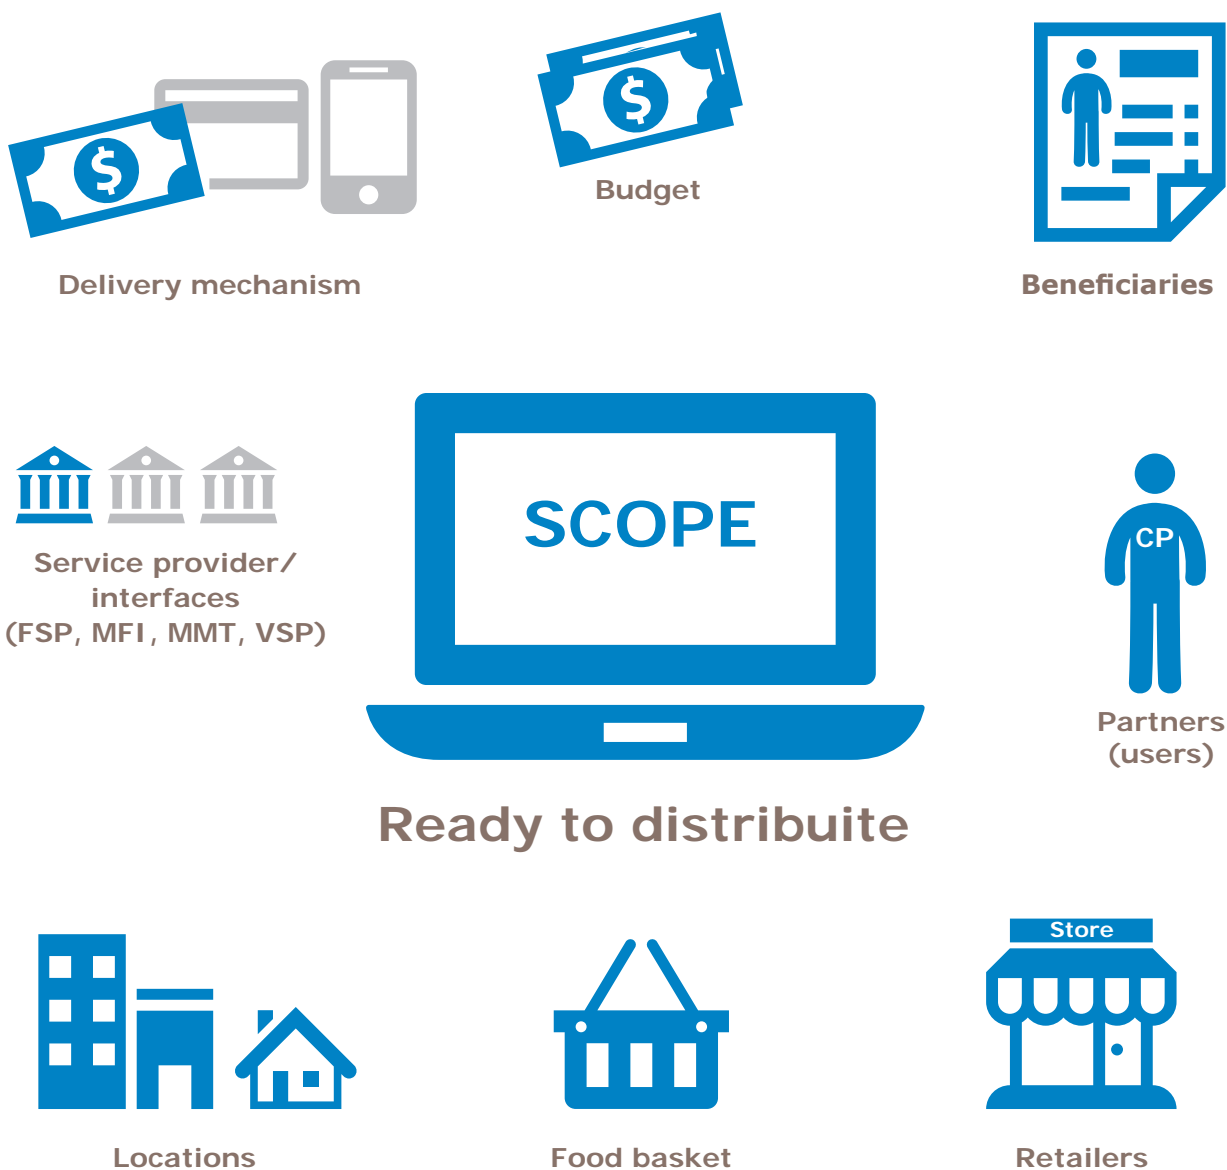 Budget
Delivery mechanism
Beneficiaries
SCOPE
Service provider/
interfaces
(FSP, MFI, MMT, VSP)
CP
Partners
(users)
Ready to distribuite
Store
Locations
Food basket
Retailers